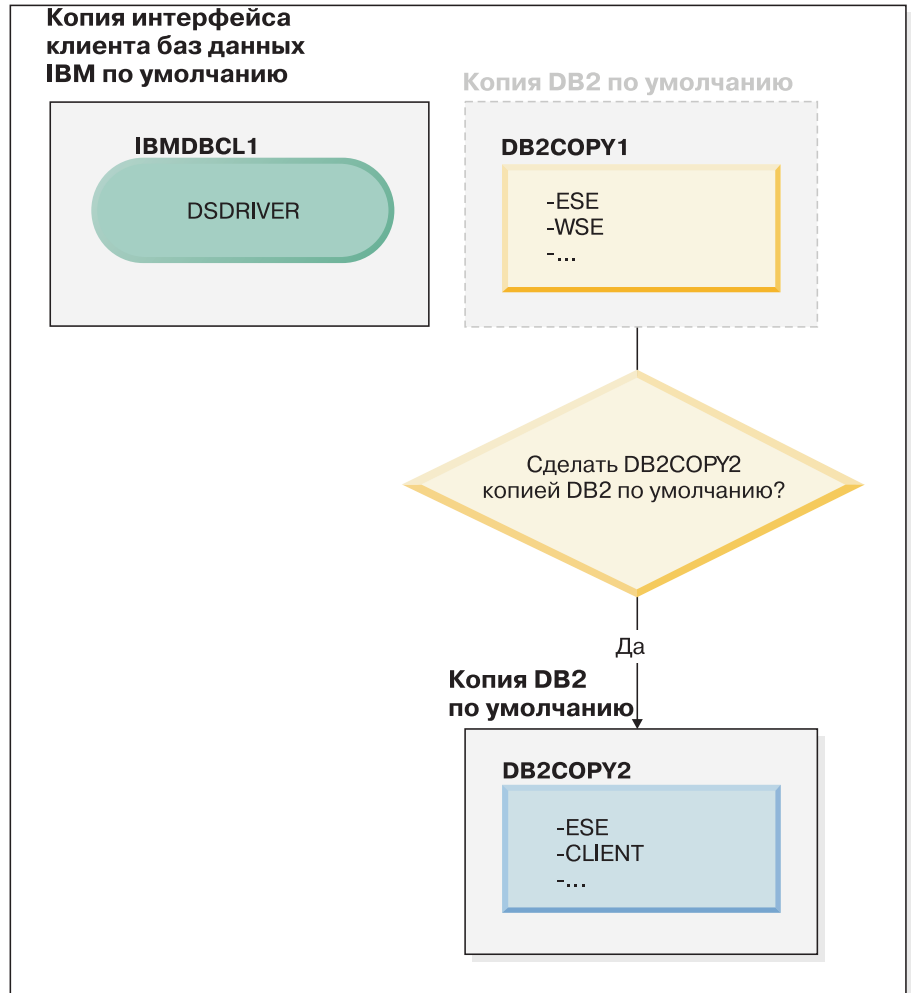 Копия интерфейса
клиента баз данных
IBM по умолчанию
IBMDBCL1
DSDRIVER
Копия DB2 по умолчанию
DB2COPY1
-ESE
-WSE
-...
Сделать DB2COPY2
копией DB2 по умолчанию?
Да
Копия DB2
по умолчанию
DB2COPY2
-ESE
-CLIENT
-...